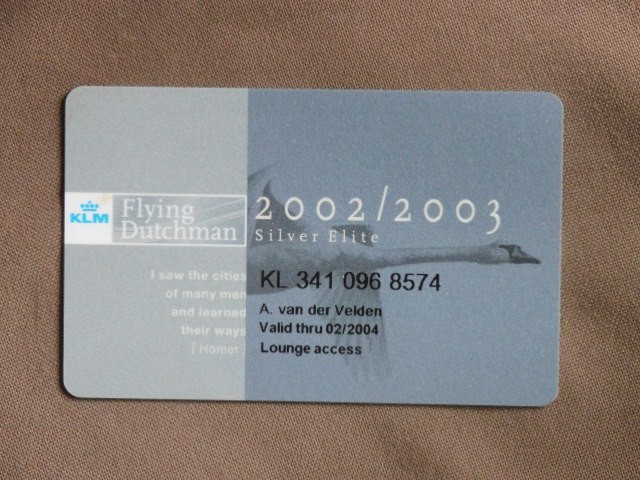 KLM
Flying
Dutchman
2002/2003
Silver Elite
I saw the cities
of many men
and learned
their ways
[Homer]
KL 341 096 8574
A. van der Velden
Valid thru 02/2004
Lounge access